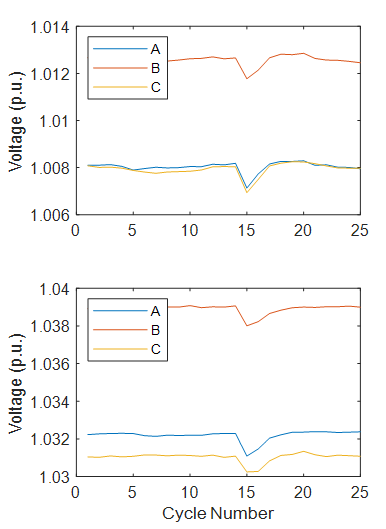 1.014
1.012
1.01
1.008
1.006
Voltage (p.u.)
A
B
C
0 5 10 15 20 25
1.04
1.038
1.036
1.034
1.032
1.03
Voltage (p.u.)
A
B
C
0 5 10 15 20 25
Cycle Number